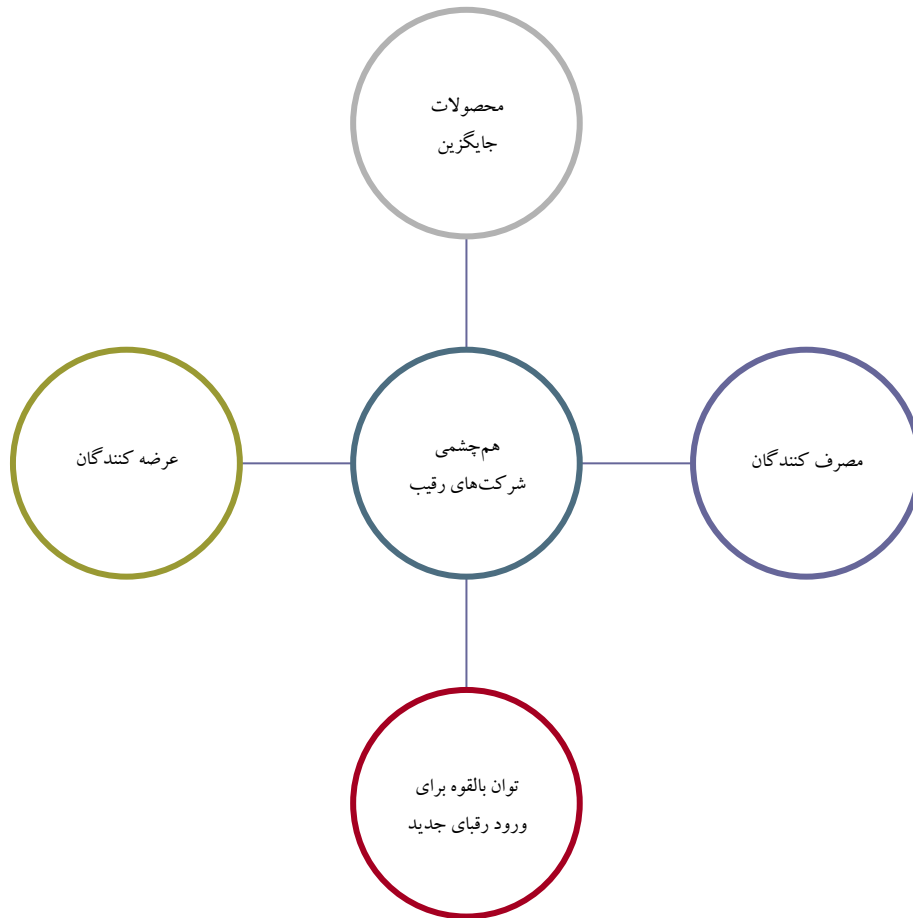 محصولات
جایگزین
مصرف کنندگان
هم‌چشمی
شرکت‌های رقیب
عرضه کنندگان
توان بالقوه برای
ورود رقبای جدید